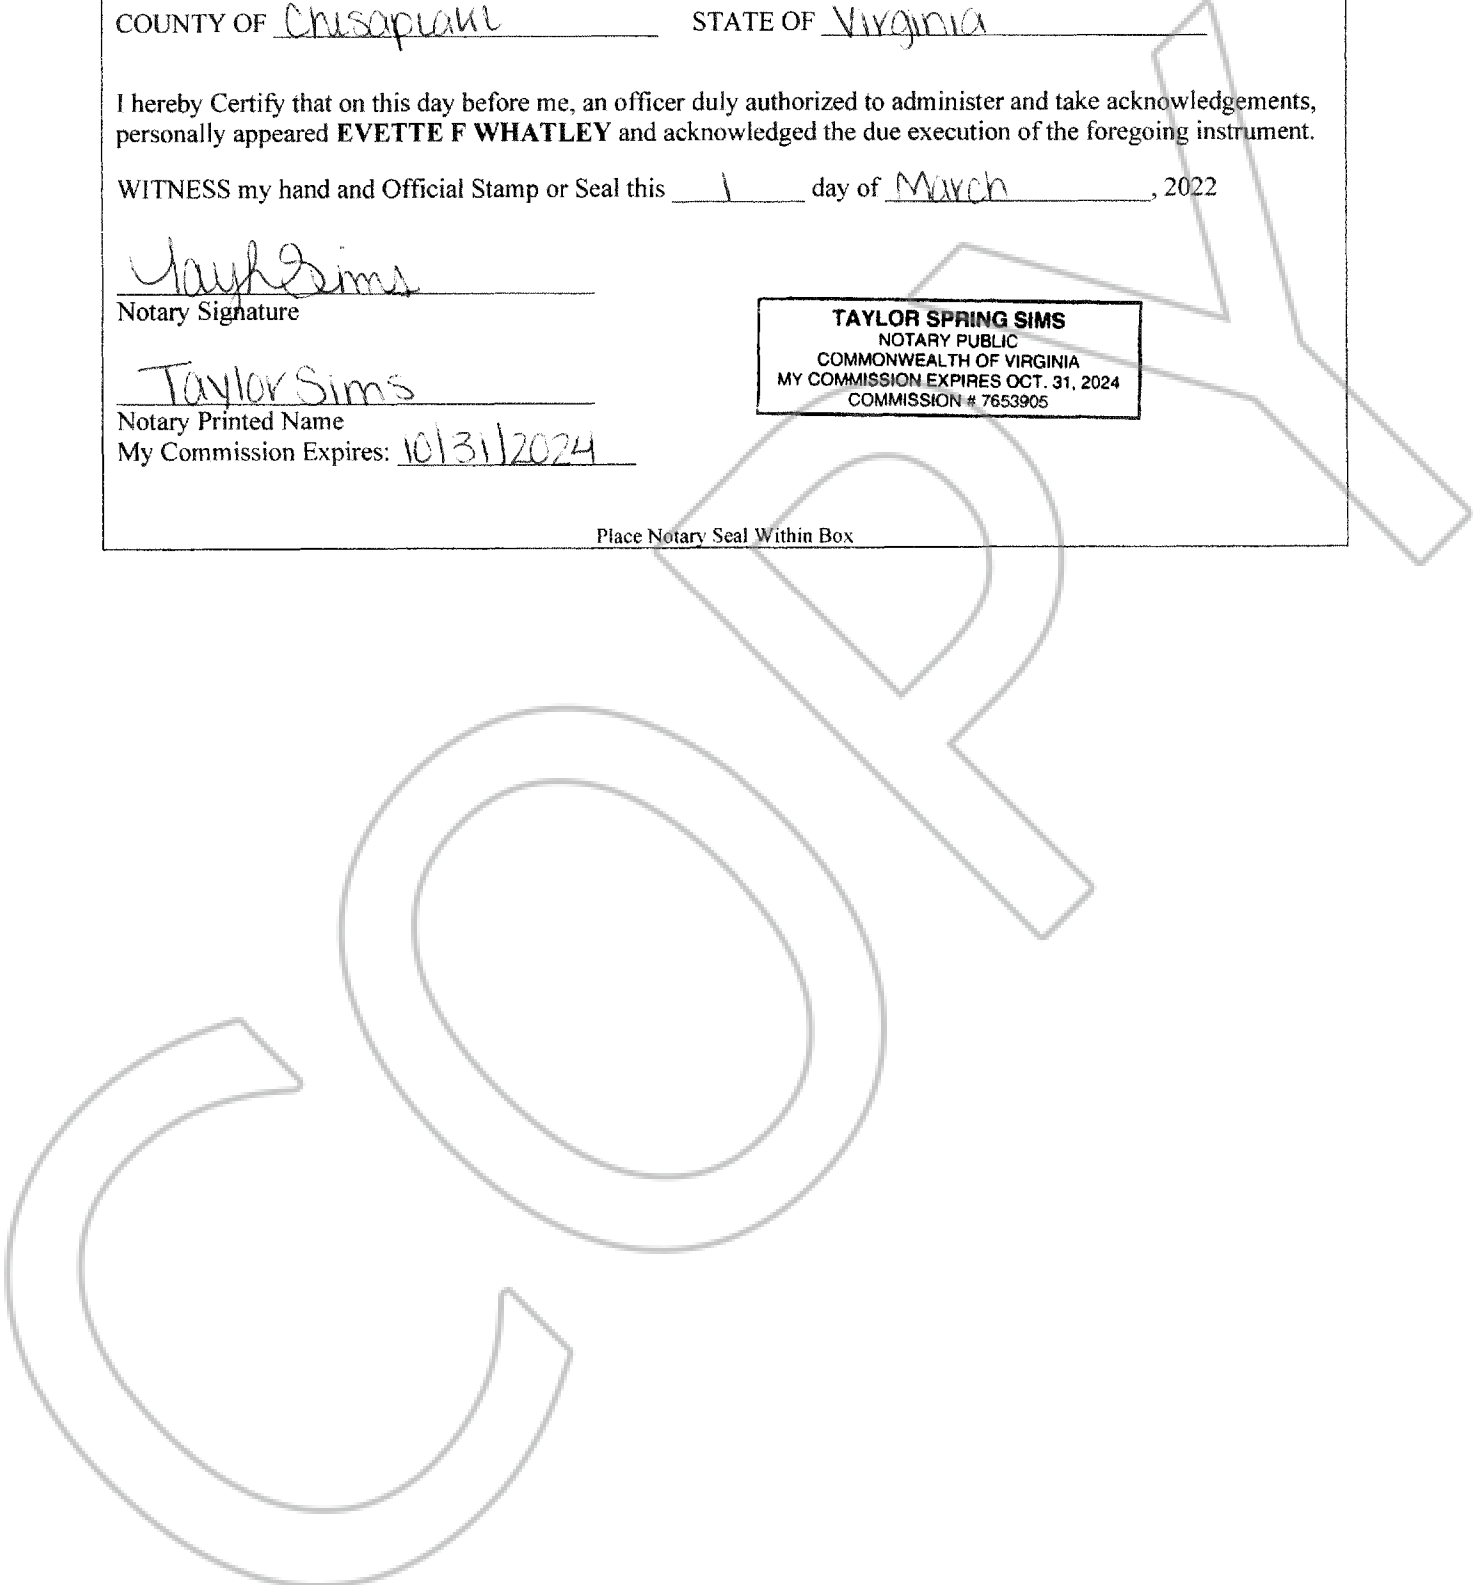 COUNTY OF Chesapeake STATE OF Virginia
I hereby Certify that on this day before me, an officer duly authorized to administer and take acknowledgements,
personally appeared EVETTE F WHATLEY and acknowledged the due execution of the foregoing instrument.
WITNESS my hand and Official Stamp or Seal this 1 day of March, 2022
Notary Signature
TAYLOR SPRING SIMS
NOTARY PUBLIC
COMMONWEALTH OF VIRGINIA
MY COMMISSION EXPIRES OCT. 31, 2024
COMMISSION # 7653905
Taylor Sims
Notary Printed Name
My Commission Expires: 10/31/2024
Place Notary Seal Within Box
COPY